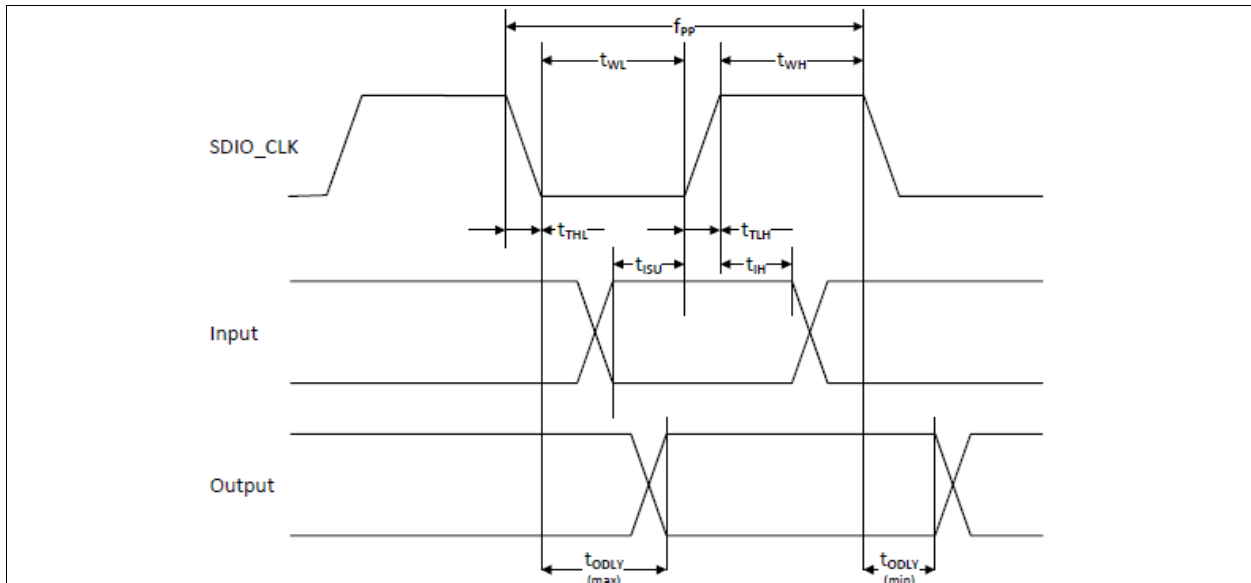 fPP
tWL
tWH
SDIO_CLK
tTHL
tTLH
tISU
tIH
Input
Output
tODLY
(max)
tODLY
(min)